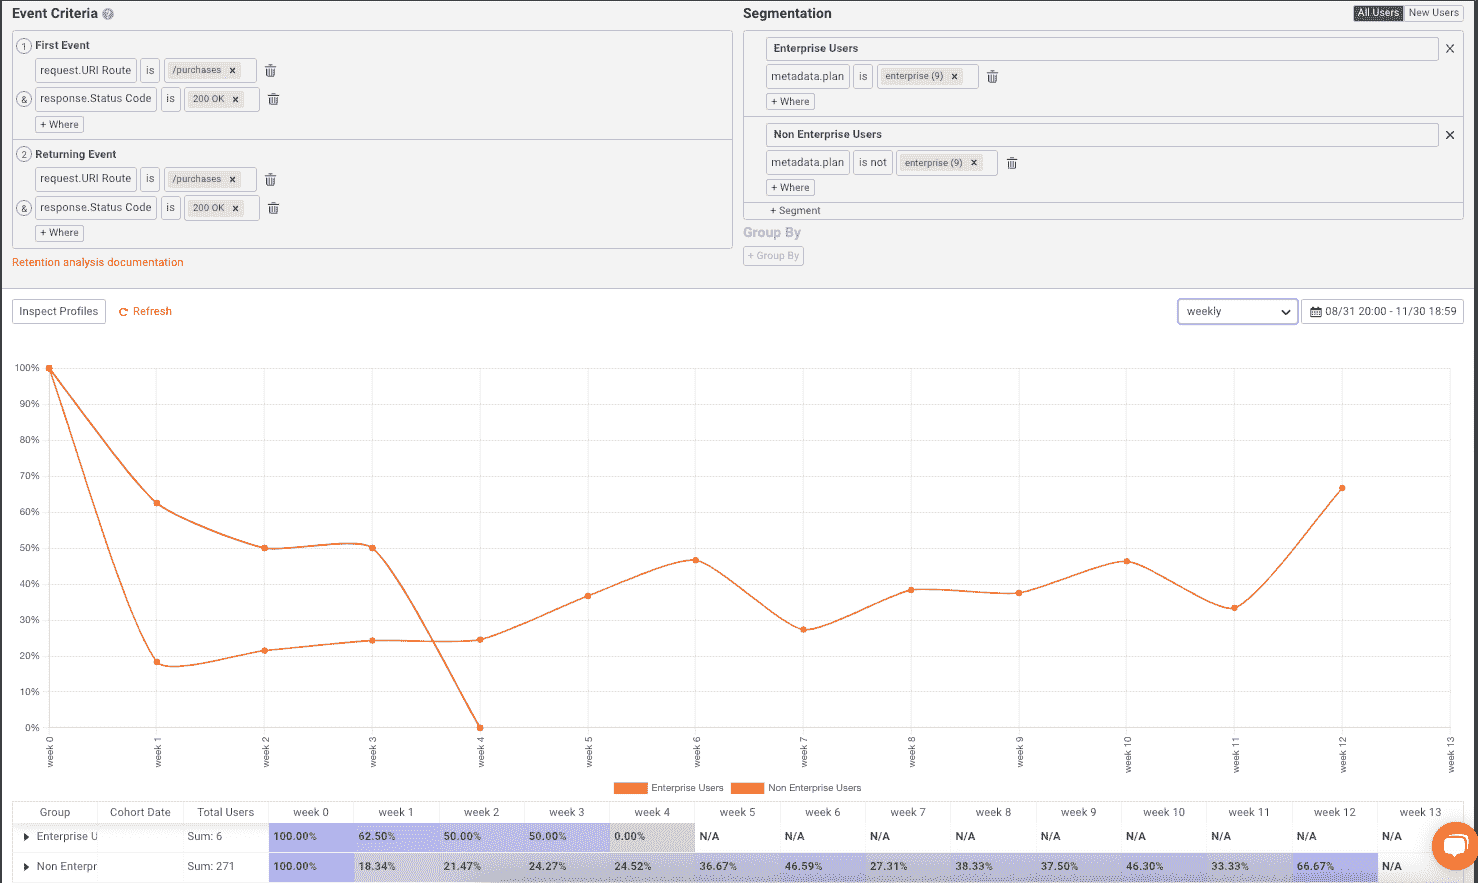 Event Criteria
1 First Event
request.URI Route is /purchases ×
& response.Status Code is 200 OK ×
+ Where
2 Returning Event
request.URI Route is /purchases ×
& response.Status Code is 200 OK ×
+ Where
Retention analysis documentation
Segmentation
All Users New Users
Enterprise Users
metadata.plan is enterprise (9) ×
+ Where
Non Enterprise Users
metadata.plan is not enterprise (9) ×
+ Where
+ Segment
Group By
+ Group By
Inspect Profiles Refresh
weekly 08/31 20:00 - 11/30 18:59
100%
90%
80%
70%
60%
50%
40%
30%
20%
10%
0%
week 0 week 1 week 2 week 3 week 4 week 5 week 6 week 7 week 8 week 9 week 10 week 11 week 12 week 13
Enterprise Users Non Enterprise Users
Group Cohort Date Total Users week 0 week 1 week 2 week 3 week 4 week 5 week 6 week 7 week 8 week 9 week 10 week 11 week 12 week 13
Enterprise U Sum: 6 100.00% 62.50% 50.00% 50.00% 0.00% N/A N/A N/A N/A N/A N/A N/A N/A N/A
Non Enterpr Sum: 271 100.00% 18.34% 21.47% 24.27% 24.52% 36.67% 46.59% 27.31% 38.33% 37.50% 46.30% 33.33% 66.67% N/A